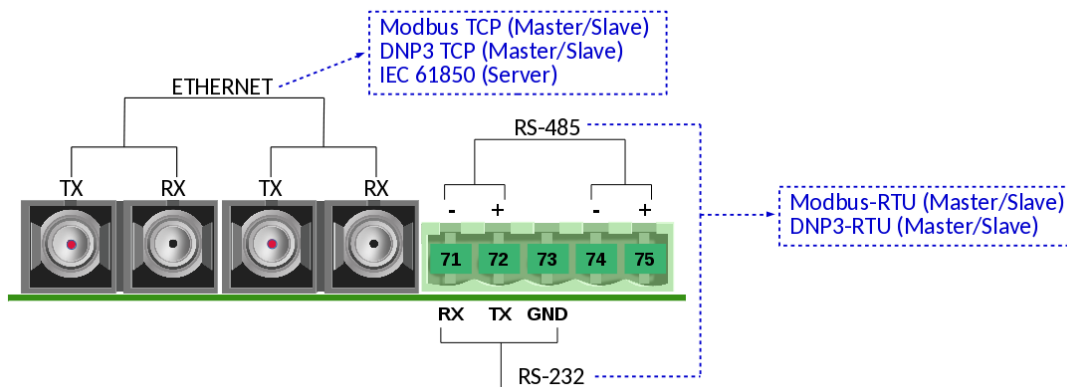 Modbus TCP (Master/Slave)
DNP3 TCP (Master/Slave)
IEC 61850 (Server)
ETHERNET
RS-485
TX RX TX RX
- + - +
Modbus-RTU (Master/Slave)
DNP3-RTU (Master/Slave)
71 72 73 74 75
RX TX GND
RS-232